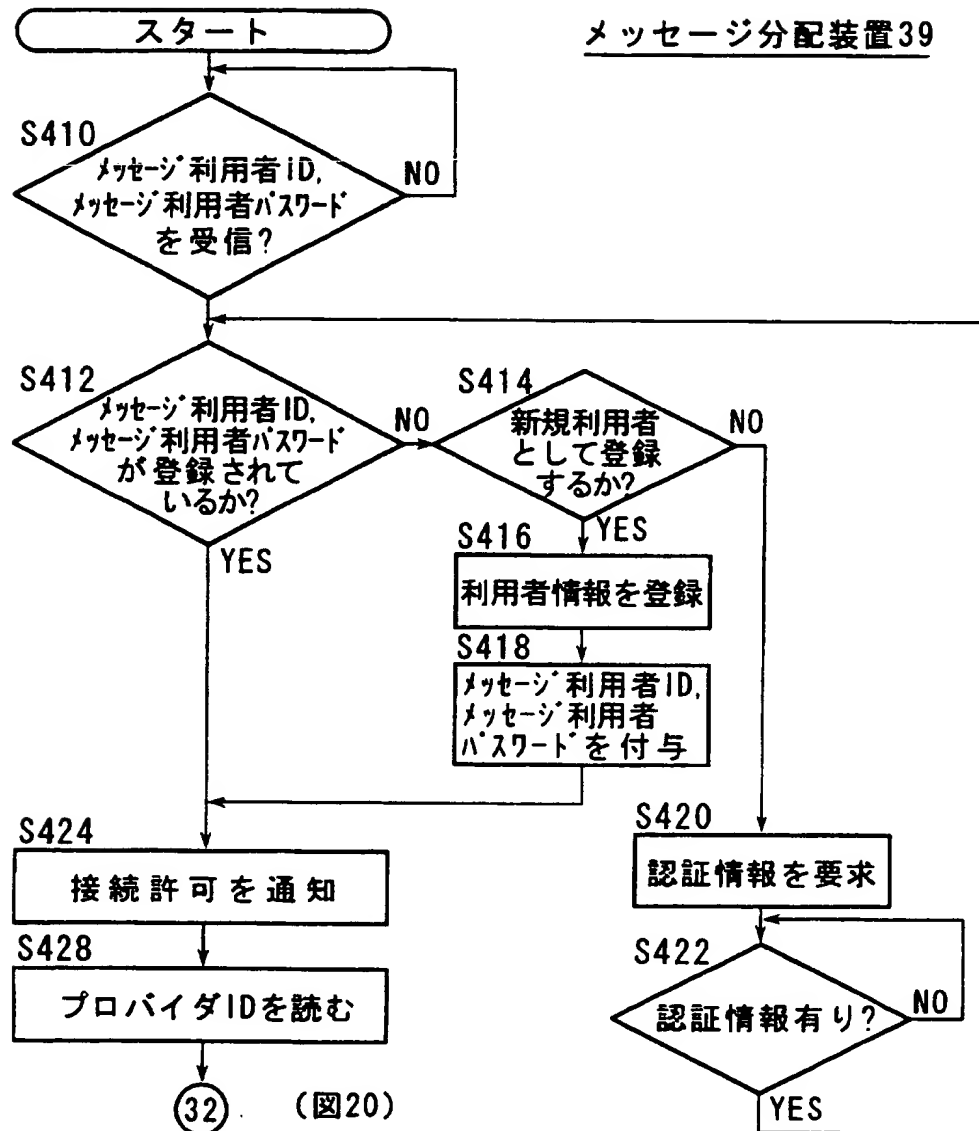 スタート
メッセージ分配装置39
S410
メッセージ利用者ID,
メッセージ利用者パスワード
を受信?
NO
S412
メッセージ利用者ID,
メッセージ利用者パスワード
が登録されて
いるか?
NO
YES
S414
新規利用者
として登録
するか?
NO
YES
S416
利用者情報を登録
S418
メッセージ利用者ID,
メッセージ利用者
パスワードを付与
S424
接続許可を通知
S428
プロバイダIDを読む
32
(図20)
S420
認証情報を要求
S422
認証情報有り?
NO
YES